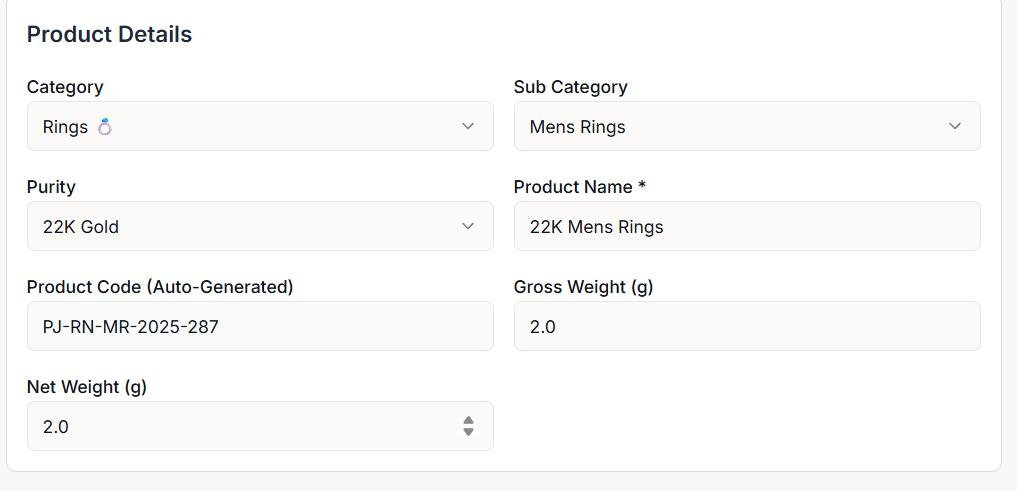 Product Details
Category
Sub Category
Rings 💍
Mens Rings
Purity
Product Name *
22K Gold
22K Mens Rings
Product Code (Auto-Generated)
Gross Weight (g)
PJ-RN-MR-2025-287
2.0
Net Weight (g)
2.0